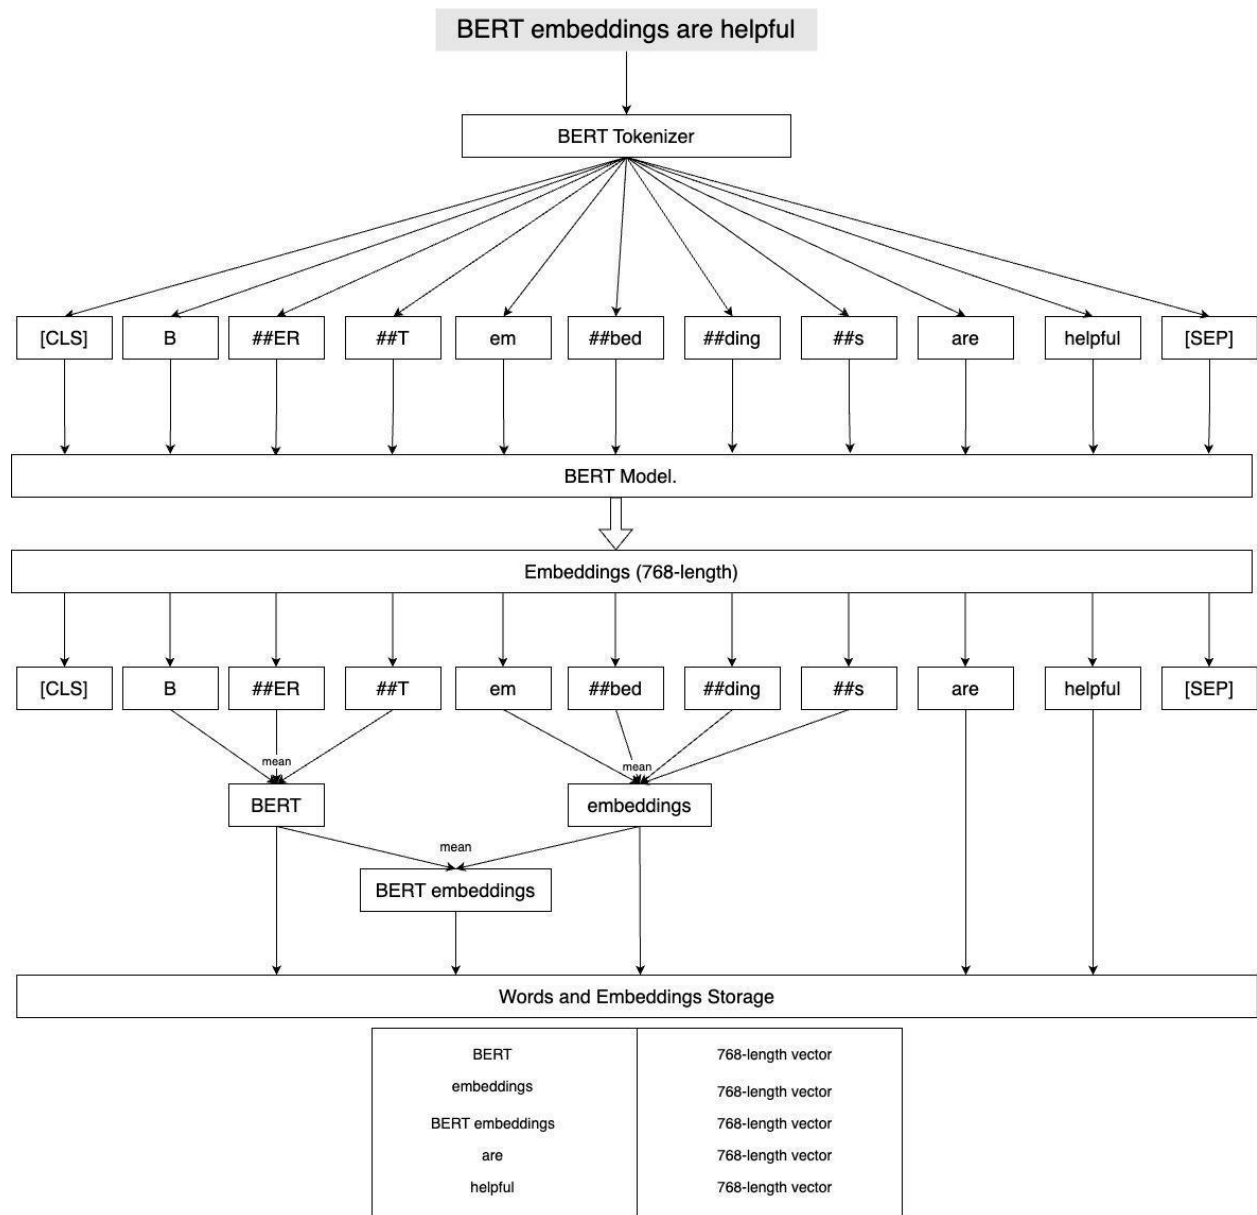 BERT embeddings are helpful
BERT Tokenizer
[CLS] B ##ER ##T em ##bed ##ding ##s are helpful [SEP]
BERT Model.
Embeddings (768-length)
[CLS] B ##ER ##T em ##bed ##ding ##s are helpful [SEP]
mean mean
BERT embeddings
mean
BERT embeddings
Words and Embeddings Storage
BERT 768-length vector
embeddings 768-length vector
BERT embeddings 768-length vector
are 768-length vector
helpful 768-length vector